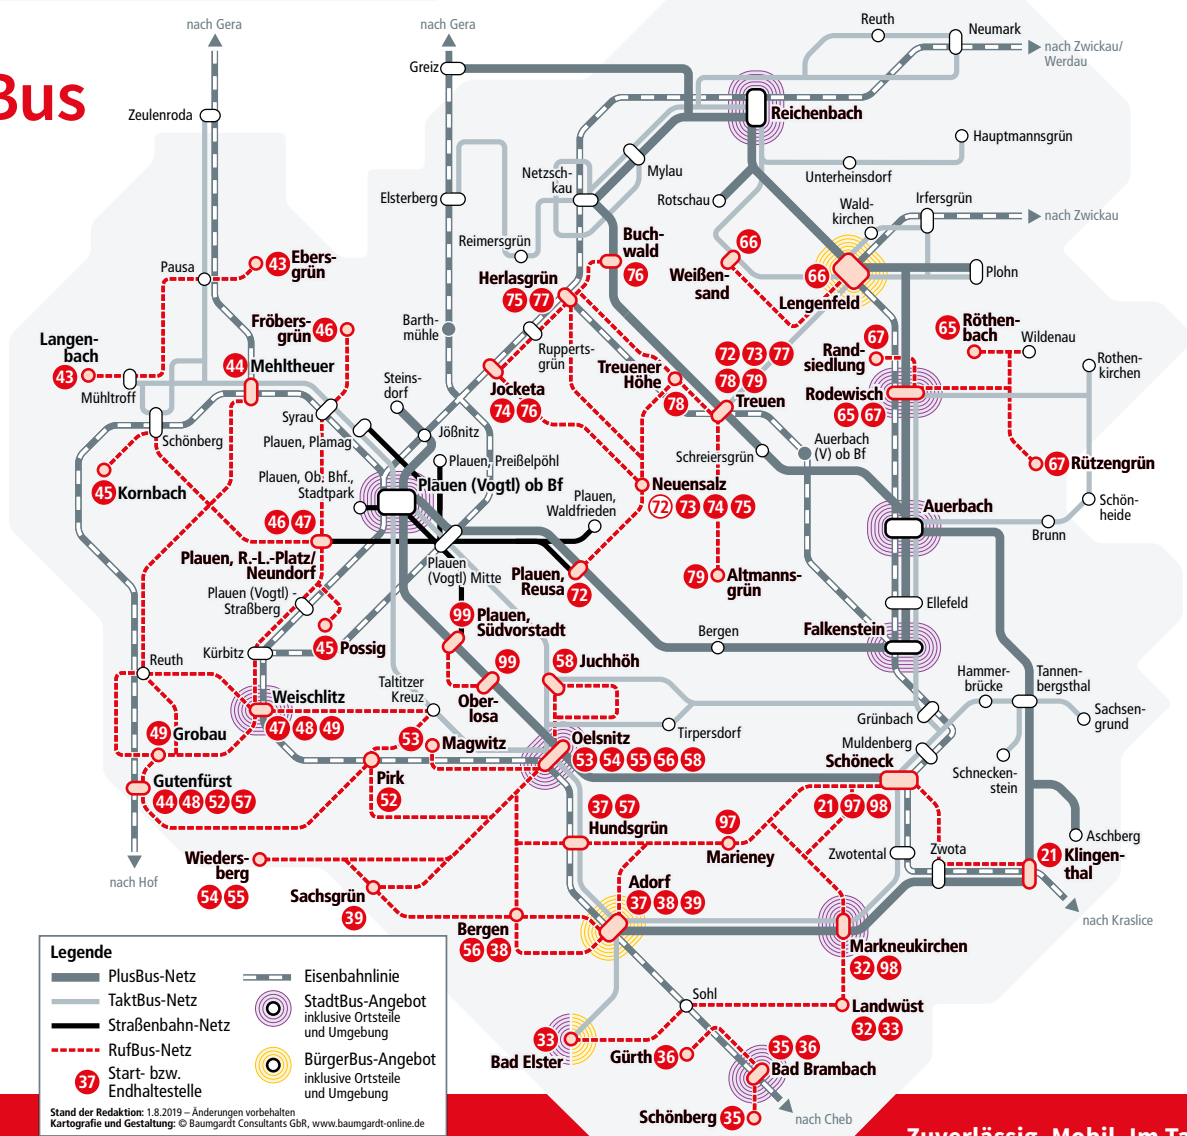 Bus
nach Gera
nach Gera
Reuth
Neumark
nach Zwickau/
Werdau
Greiz
Zeulenroda
Reichenbach
Hauptmannsgrün
Mylau
Unterheinsdorf
Netzsch-
kau
Elsterberg
Rotschau
Wald-
kirchen
Irfersgrün
nach Zwickau
Reimersgrün
Buch-
wald
76
66
Weißen-
sand
66
Lengenfeld
Plohn
Pausa
43 Ebers-
grün
Herlasgrün
75 77
Fröbers-
grün 46
Barth-
mühle
Rupperts-
grün
Langen-
bach
43
Mühltroff
44
Mehltheuer
Treuener
Höhe
78
72 73 77
78 79
Treuen
67
Rand-
siedlung
65 Röthen-
bach
Wildenau
Rothen-
kirchen
Rodewisch
65 67
Steins-
dorf
Jocketa
74 76
Syrau
Schönberg
Plauen, Plamag
Jößnitz
Plauen, Preißelpöhl
Schreiersgrün
Auerbach
(V) ob Bf
45 Kornbach
Plauen, Ob. Bhf.,
Stadtpark
Plauen (Vogtl) ob Bf
Plauen,
Waldfrieden
Neuensalz
72 73 74 75
67 Rützengrün
Auerbach
Schön-
heide
Brunn
46 47
Plauen, R.-L.-Platz/
Neundorf
Plauen
(Vogtl) Mitte
Plauen,
Reusa 72
79 Altmanns-
grün
Plauen (Vogtl) -
Straßberg
Ellefeld
99 Plauen,
Südvorstadt
Bergen
Falkenstein
45 Possig
Kürbitz
Reuth
99
58 Juchhöh
Ober-
losa
Taltitzer
Kreuz
Hammer-
brücke
Tannen-
bergsthal
Sachsen-
grund
Weischlitz
47 48 49
49 Grobau
53
Magwitz
Tirpersdorf
Grünbach
Muldenberg
Oelsnitz
53 54 55 56 58
Schöneck
Schnecken-
stein
Gutenfürst
44 48 52 57
Pirk
52
37 57
Hundsgrün
97
Marieney
21 97 98
Aschberg
Zwotental
Zwota
21 Klingen-
thal
Wieders-
berg
54 55
nach Hof
Sachsgrün
39
Adorf
37 38 39
Bergen
56 38
nach Kraslice
Markneukirchen
32 98
Sohl
Landwüst
32 33
33
Bad Elster
Gürth 36
35 36
Bad Brambach
Schönberg 35
nach Cheb
Legende
PlusBus-Netz
TaktBus-Netz
Straßenbahn-Netz
RufBus-Netz
37 Start- bzw.
Endhaltestelle
Eisenbahnlinie
StadtBus-Angebot
inklusive Ortsteile
und Umgebung
BürgerBus-Angebot
inklusive Ortsteile
und Umgebung
Stand der Redaktion: 1.8.2019 – Änderungen vorbehalten
Kartografie und Gestaltung: © Baumgardt Consultants GbR, www.baumgardt-online.de